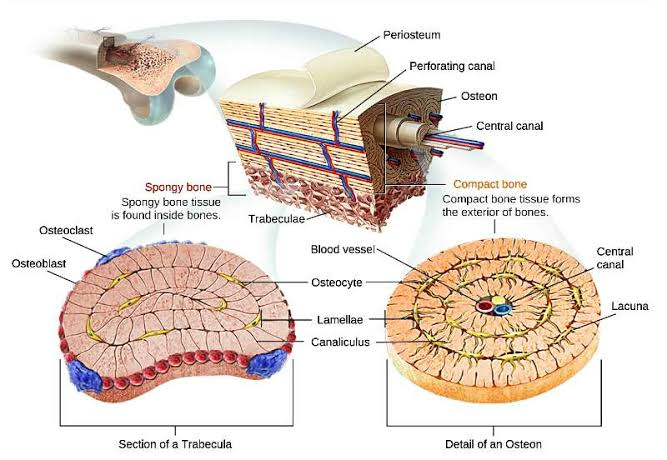 Periosteum
Perforating canal
Osteon
Central canal
Spongy bone
Spongy bone tissue
is found inside bones.
Compact bone
Compact bone tissue forms
the exterior of bones.
Trabeculae
Osteoclast
Osteoblast
Blood vessel
Osteocyte
Lamellae
Canaliculus
Central
canal
Lacuna
Section of a Trabecula
Detail of an Osteon